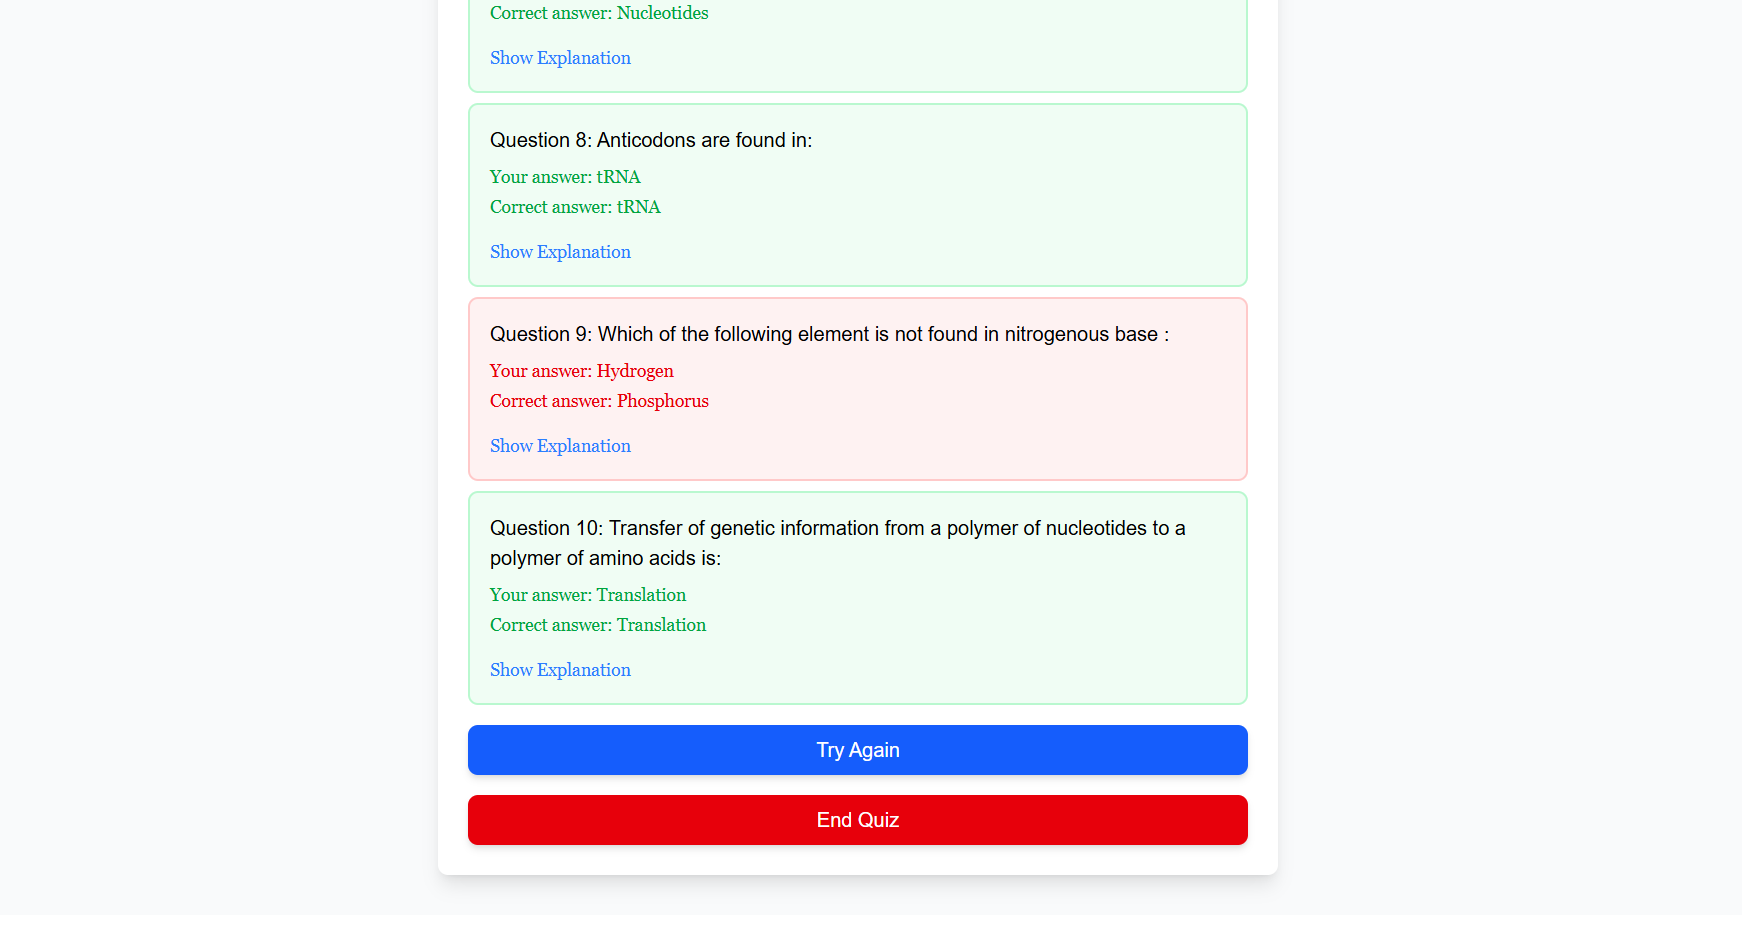 Correct answer: Nucleotides
Show Explanation
Question 8: Anticodons are found in:
Your answer: tRNA
Correct answer: tRNA
Show Explanation
Question 9: Which of the following element is not found in nitrogenous base :
Your answer: Hydrogen
Correct answer: Phosphorus
Show Explanation
Question 10: Transfer of genetic information from a polymer of nucleotides to a
polymer of amino acids is:
Your answer: Translation
Correct answer: Translation
Show Explanation
Try Again
End Quiz